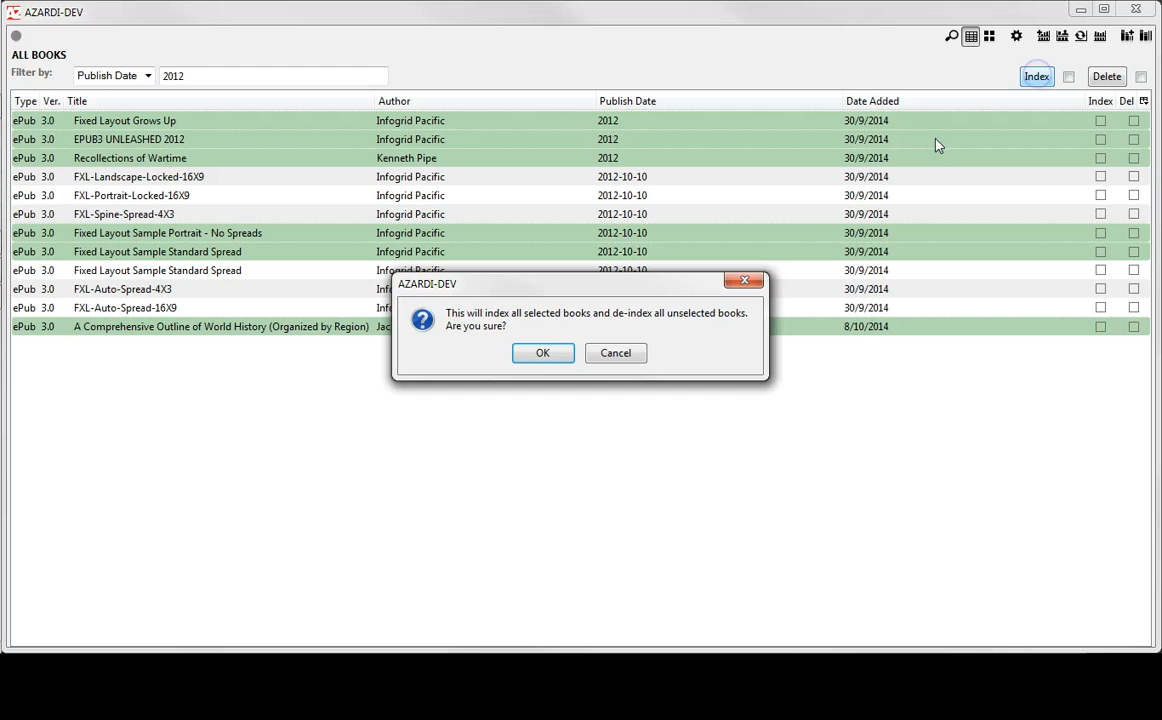 AZARDI-DEV
ALL BOOKS
Filter by: Publish Date 2012 Index Delete
Type Ver. Title Author Publish Date Date Added Index Del
ePub 3.0 Fixed Layout Grows Up Infogrid Pacific 2012 30/9/2014
ePub 3.0 EPUB3 UNLEASHED 2012 Infogrid Pacific 2012 30/9/2014
ePub 3.0 Recollections of Wartime Kenneth Pipe 2012 30/9/2014
ePub 3.0 FXL-Landscape-Locked-16X9 Infogrid Pacific 2012-10-10 30/9/2014
ePub 3.0 FXL-Portrait-Locked-16X9 Infogrid Pacific 2012-10-10 30/9/2014
ePub 3.0 FXL-Spine-Spread-4X3 Infogrid Pacific 2012-10-10 30/9/2014
ePub 3.0 Fixed Layout Sample Portrait - No Spreads Infogrid Pacific 2012-10-10 30/9/2014
ePub 3.0 Fixed Layout Sample Standard Spread Infogrid Pacific 2012-10-10 30/9/2014
ePub 3.0 Fixed Layout Sample Standard Spread Infogrid Pacific 2012-10-10 30/9/2014
ePub 3.0 FXL-Auto-Spread-4X3 30/9/2014
ePub 3.0 FXL-Auto-Spread-16X9 30/9/2014
ePub 3.0 A Comprehensive Outline of World History (Organized by Region) 8/10/2014
AZARDI-DEV
This will index all selected books and de-index all unselected books.
Are you sure?
OK Cancel